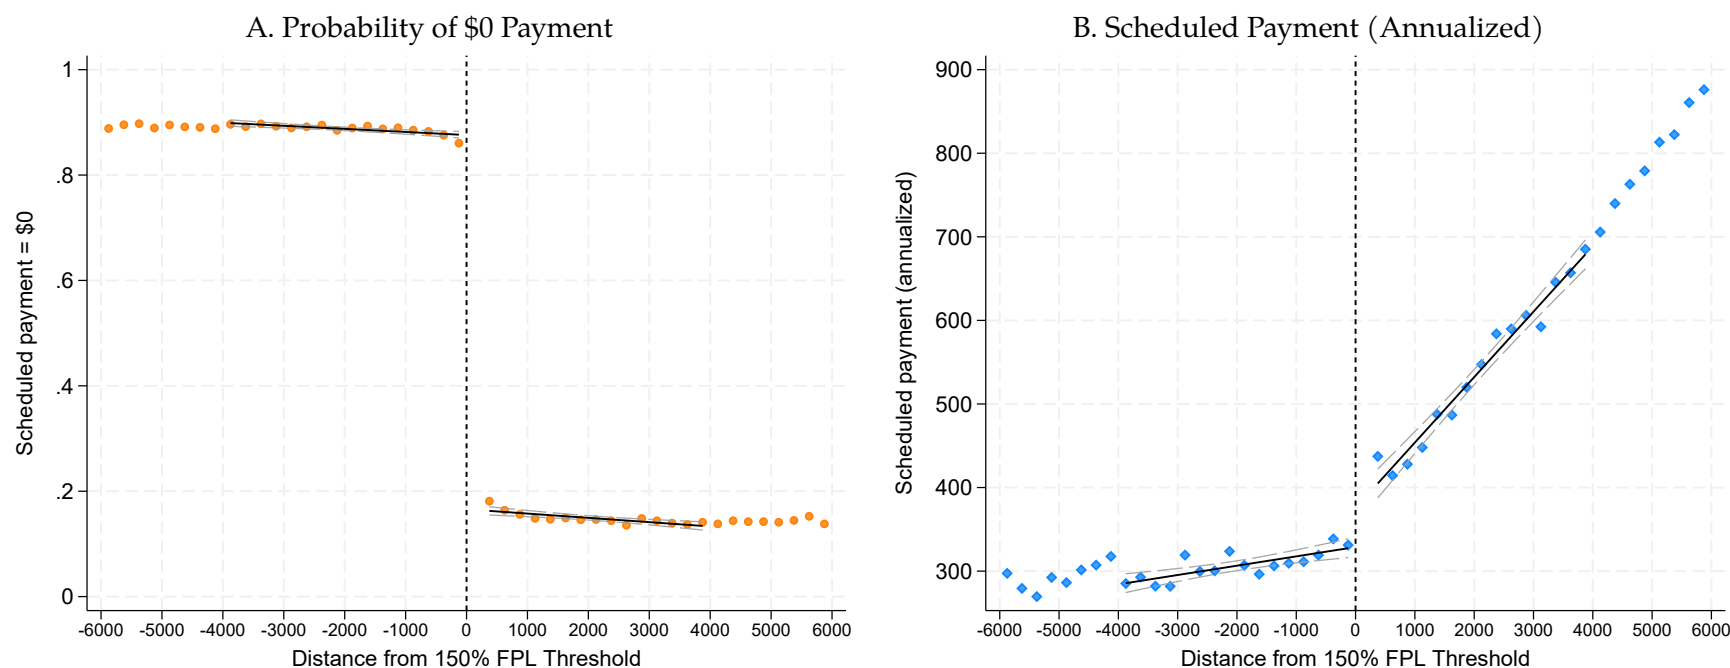 A. Probability of $0 Payment
Scheduled payment = $0
1
.8
.6
.4
.2
0
-6000 -5000 -4000 -3000 -2000 -1000 0 1000 2000 3000 4000 5000 6000
Distance from 150% FPL Threshold
B. Scheduled Payment (Annualized)
Scheduled payment (annualized)
900
800
700
600
500
400
300
-6000 -5000 -4000 -3000 -2000 -1000 0 1000 2000 3000 4000 5000 6000
Distance from 150% FPL Threshold